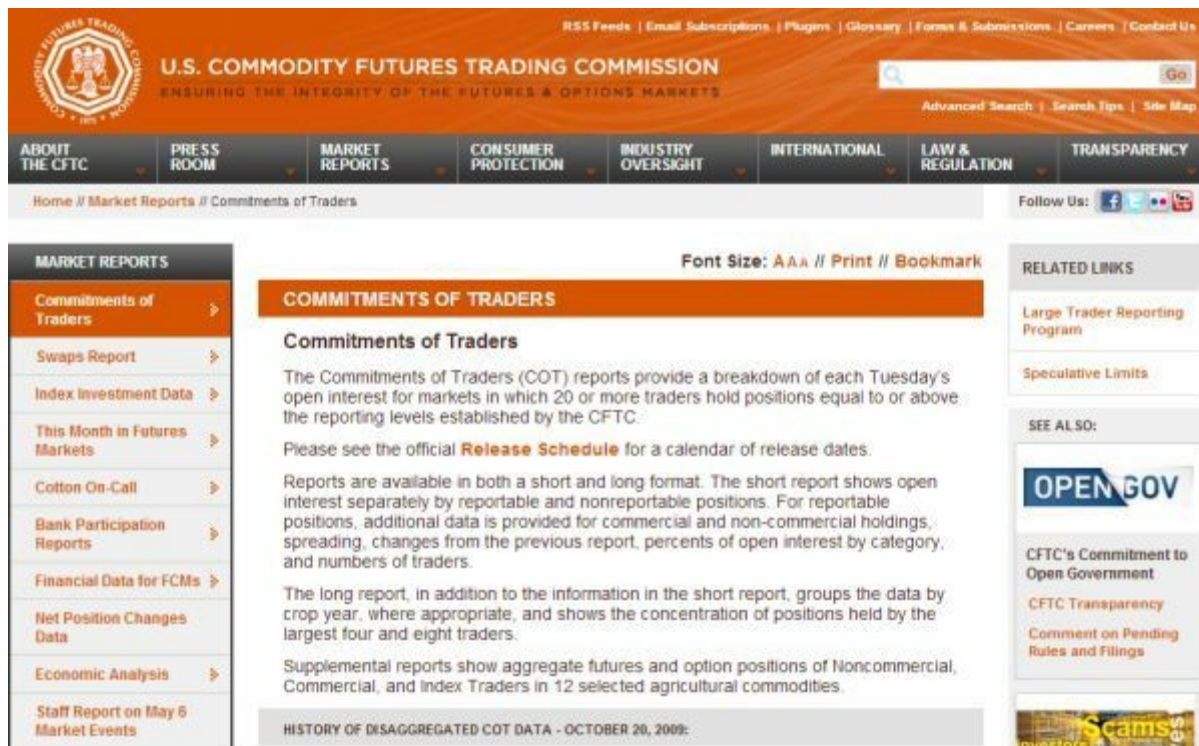 RSS Feeds | Email Subscriptions | Plugins | Glossary | Forms & Submissions | Careers | Contact Us
U.S. COMMODITY FUTURES TRADING COMMISSION
ENSURING THE INTEGRITY OF THE FUTURES & OPTIONS MARKETS
Go
Advanced Search | Search Tips | Site Map
COMMODITY FUTURES TRADING COMMISSION
1975
ABOUT THE CFTC
PRESS ROOM
MARKET REPORTS
CONSUMER PROTECTION
INDUSTRY OVERSIGHT
INTERNATIONAL
LAW & REGULATION
TRANSPARENCY
Home // Market Reports // Commitments of Traders
Follow Us:
MARKET REPORTS
Commitments of
Traders
Swaps Report
Index Investment Data
This Month in Futures
Markets
Cotton On-Call
Bank Participation
Reports
Financial Data for FCMs
Net Position Changes
Data
Economic Analysis
Staff Report on May 6
Market Events
Font Size: A A A // Print // Bookmark
COMMITMENTS OF TRADERS
Commitments of Traders
The Commitments of Traders (COT) reports provide a breakdown of each Tuesday's
open interest for markets in which 20 or more traders hold positions equal to or above
the reporting levels established by the CFTC.
Please see the official Release Schedule for a calendar of release dates.
Reports are available in both a short and long format. The short report shows open
interest separately by reportable and nonreportable positions. For reportable
positions, additional data is provided for commercial and non-commercial holdings,
spreading, changes from the previous report, percents of open interest by category,
and numbers of traders.
The long report, in addition to the information in the short report, groups the data by
crop year, where appropriate, and shows the concentration of positions held by the
largest four and eight traders.
Supplemental reports show aggregate futures and option positions of Noncommercial,
Commercial, and Index Traders in 12 selected agricultural commodities.
HISTORY OF DISAGGREGATED COT DATA - OCTOBER 20, 2009:
RELATED LINKS
Large Trader Reporting
Program
Speculative Limits
SEE ALSO:
OPEN GOV
CFTC's Commitment to
Open Government
CFTC Transparency
Comment on Pending
Rules and Filings
Scams